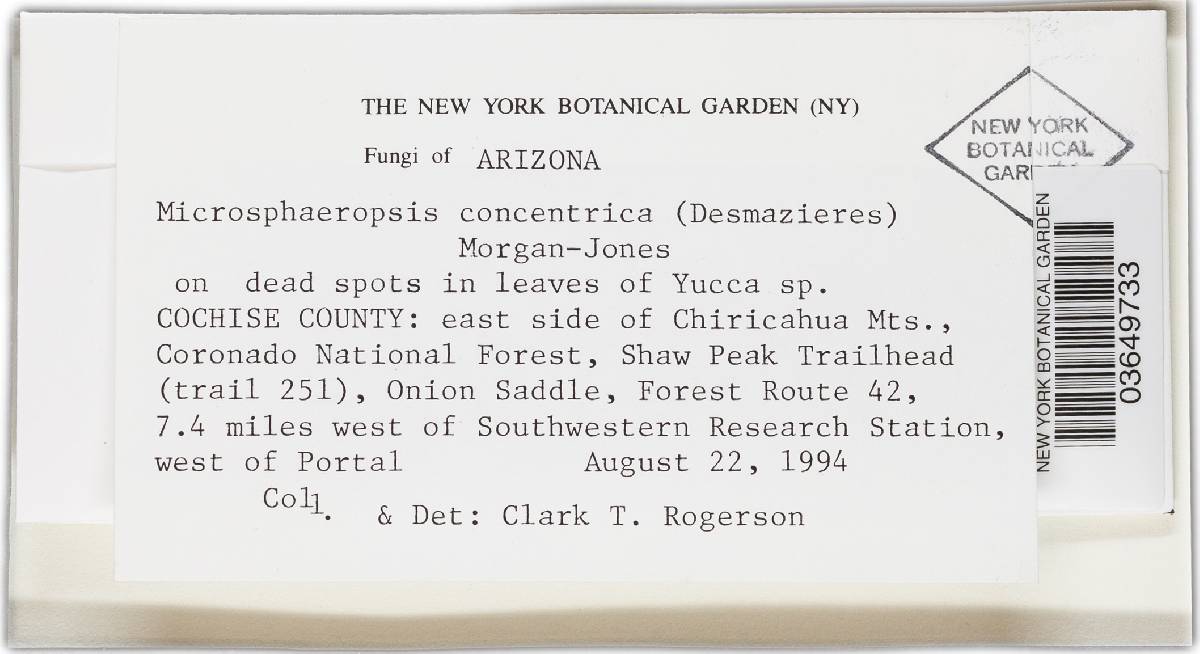 THE NEW YORK BOTANICAL GARDEN (NY)
Fungi of ARIZONA
Microsphaeropsis concentrica (Desmazieres)
Morgan-Jones
on dead spots in leaves of Yucca sp.
COCHISE COUNTY: east side of Chiricahua Mts.,
Coronado National Forest, Shaw Peak Trailhead
(trail 251), Onion Saddle, Forest Route 42,
7.4 miles west of Southwestern Research Station,
west of Portal August 22, 1994
Coll. & Det: Clark T. Rogerson
NEW YORK
BOTANICAL
GARDEN
NEW YORK BOTANICAL GARDEN
03649733